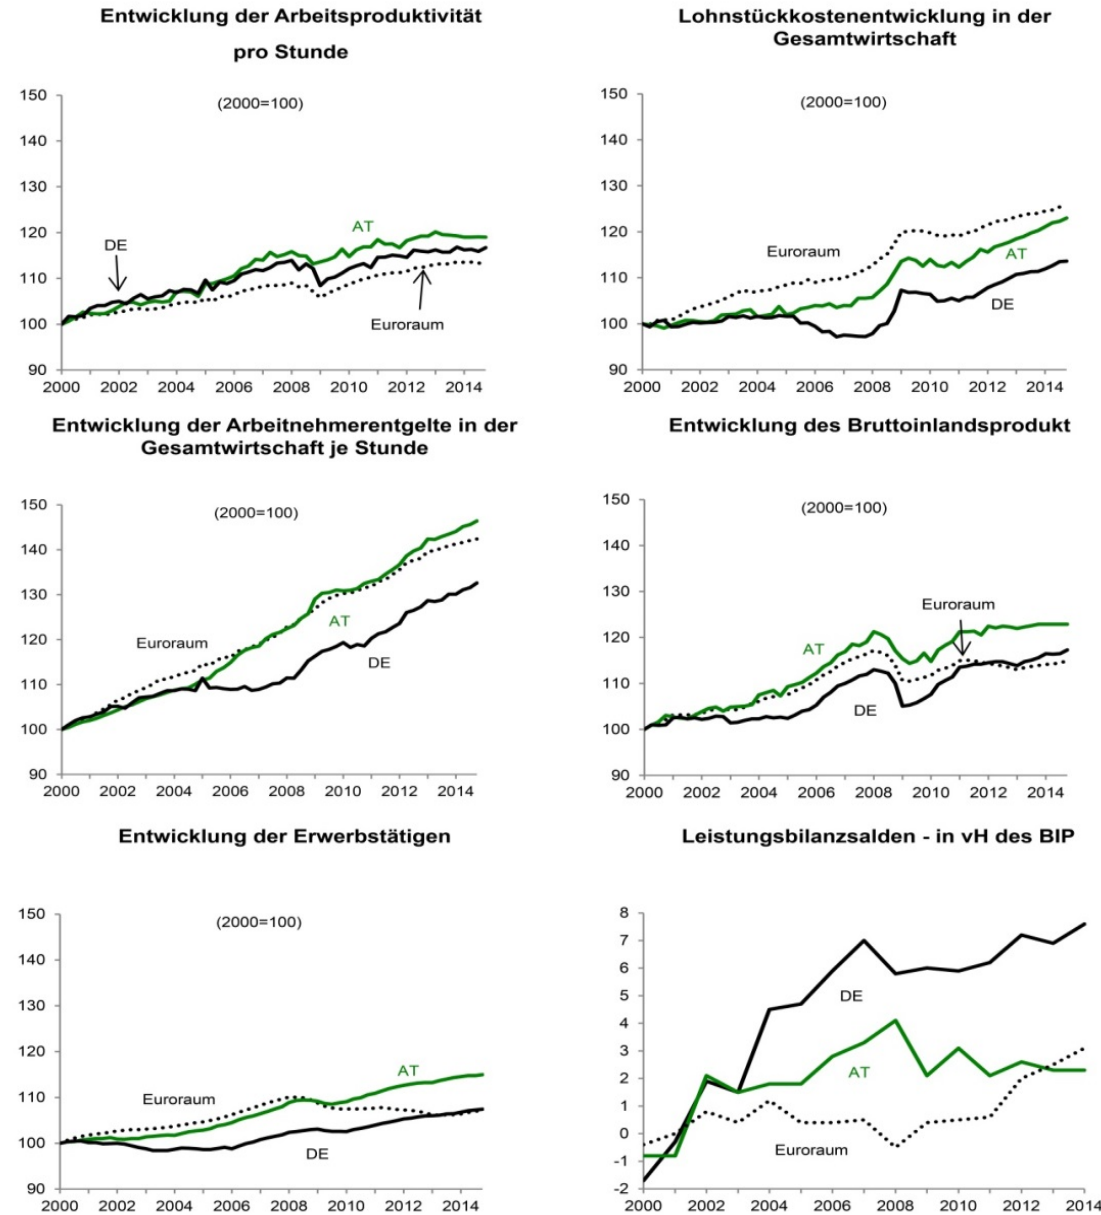 Entwicklung der Arbeitsproduktivität
pro Stunde
150
(2000=100)
140
130
120
110
100
90
DE
AT
Euroraum
2000 2002 2004 2006 2008 2010 2012 2014
Lohnstückkostenentwicklung in der
Gesamtwirtschaft
150
(2000=100)
140
130
120
110
100
90
Euroraum
AT
DE
2000 2002 2004 2006 2008 2010 2012 2014
Entwicklung der Arbeitnehmerentgelte in der
Gesamtwirtschaft je Stunde
150
(2000=100)
140
130
120
110
100
90
Euroraum
AT
DE
2000 2002 2004 2006 2008 2010 2012 2014
Entwicklung des Bruttoinlandsprodukt
150
(2000=100)
140
130
120
110
100
90
Euroraum
AT
DE
2000 2002 2004 2006 2008 2010 2012 2014
Entwicklung der Erwerbstätigen
150
(2000=100)
140
130
120
110
100
90
AT
Euroraum
DE
2000 2002 2004 2006 2008 2010 2012 2014
Leistungsbilanzsalden - in vH des BIP
8
7
6
5
4
3
2
1
0
-1
-2
DE
AT
Euroraum
2000 2002 2004 2006 2008 2010 2012 2014